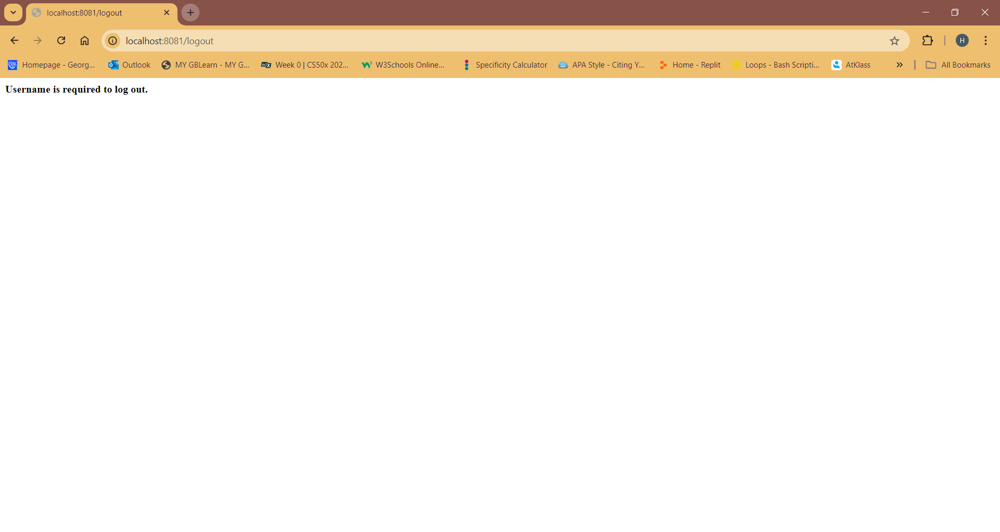 localhost:8081/logout
localhost:8081/logout
H
Homepage - Georg... Outlook MY GBLearn - MY G... edX Week 0 | CS50x 202... W3Schools Online... Specificity Calculator APA Style - Citing Y... Home - Replit Loops - Bash Scripti... AtKlass All Bookmarks
Username is required to log out.